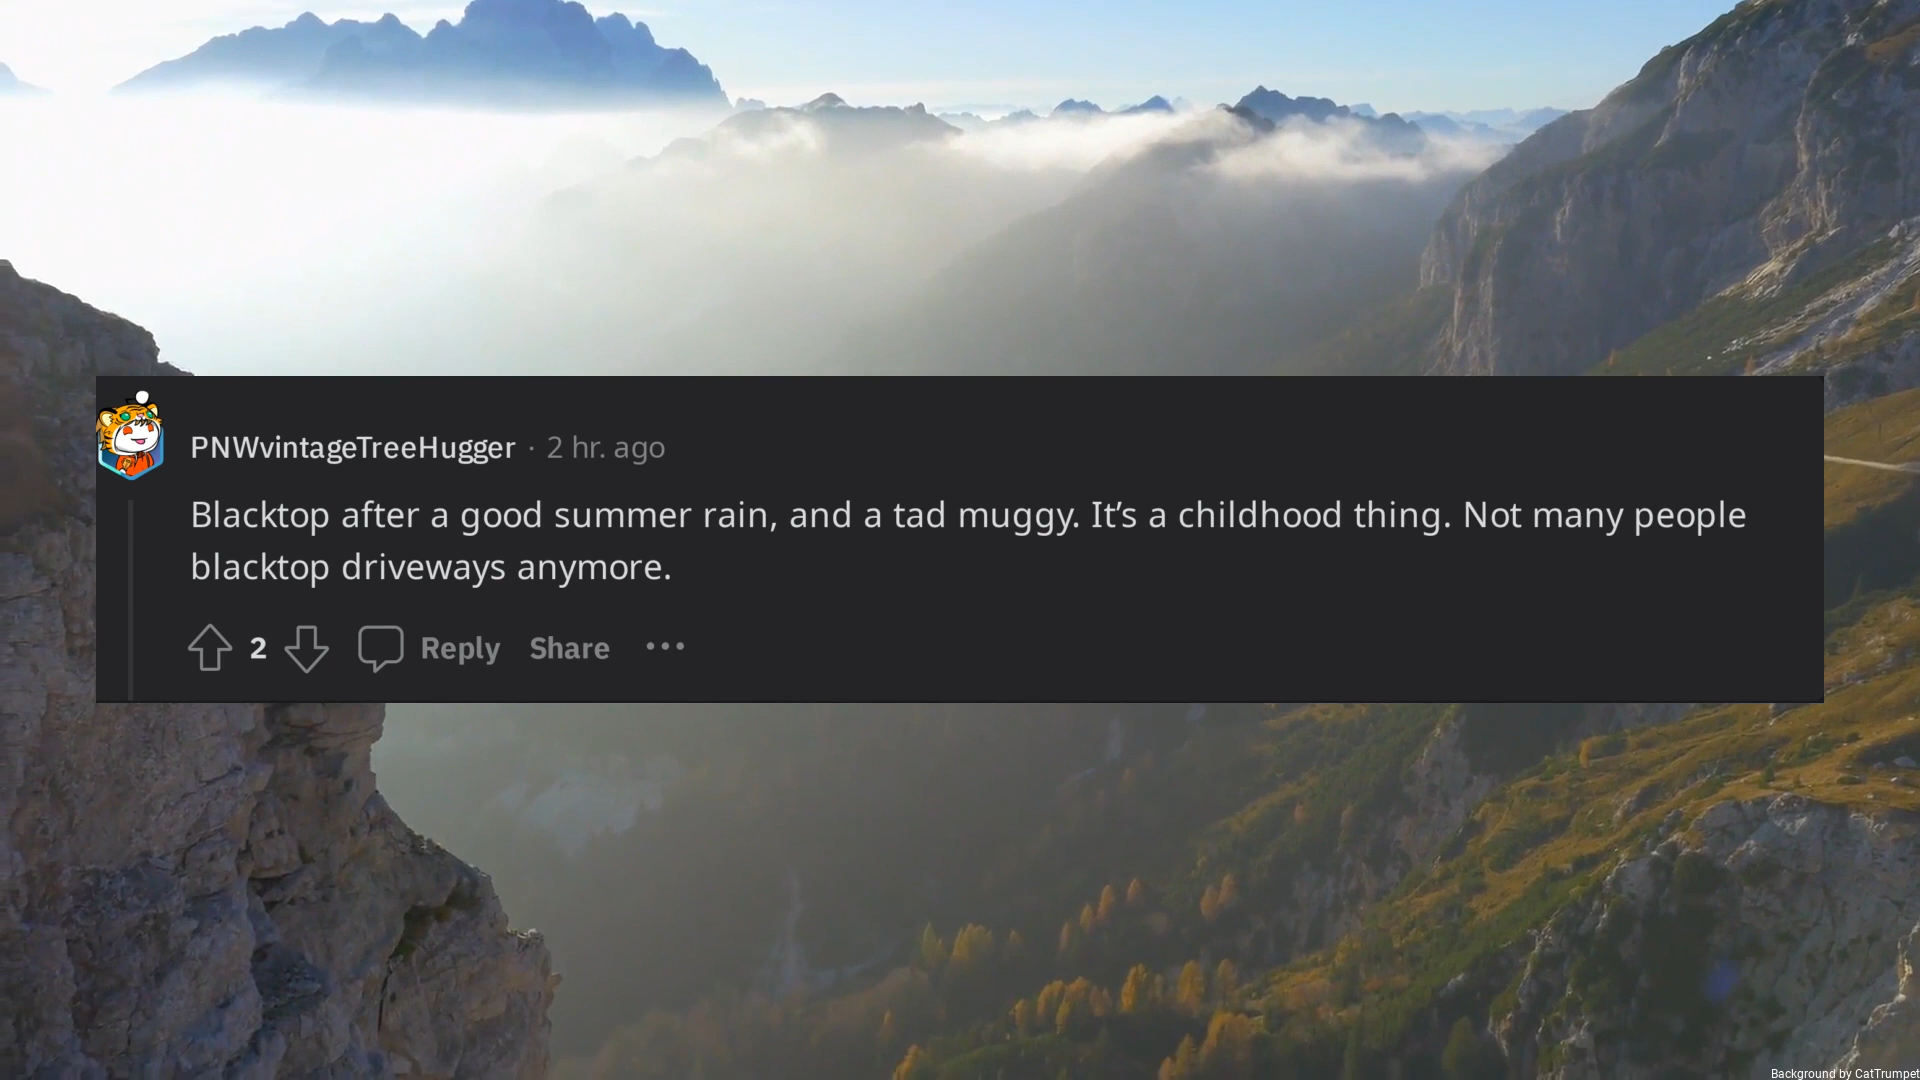 PNWvintageTreeHugger · 2 hr. ago
Blacktop after a good summer rain, and a tad muggy. It’s a childhood thing. Not many people
blacktop driveways anymore.
2 Reply Share ···
Background by CatTrumpet